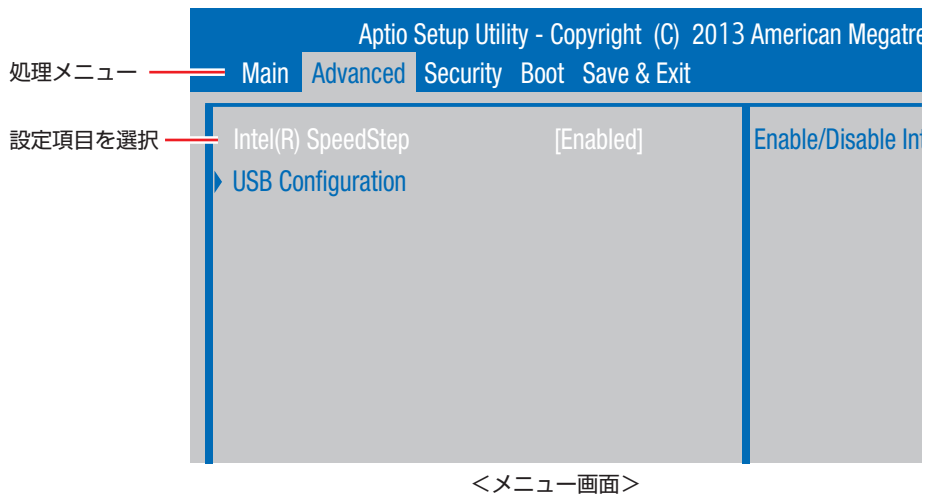 Aptio Setup Utility - Copyright (C) 2013 American
処理メニュー
Main Advanced Security Boot Save & Exit
設定項目を選択
Intel(R) SpeedStep [Enabled]
Enable/Disable
USB Configuration
<メニュー画面>